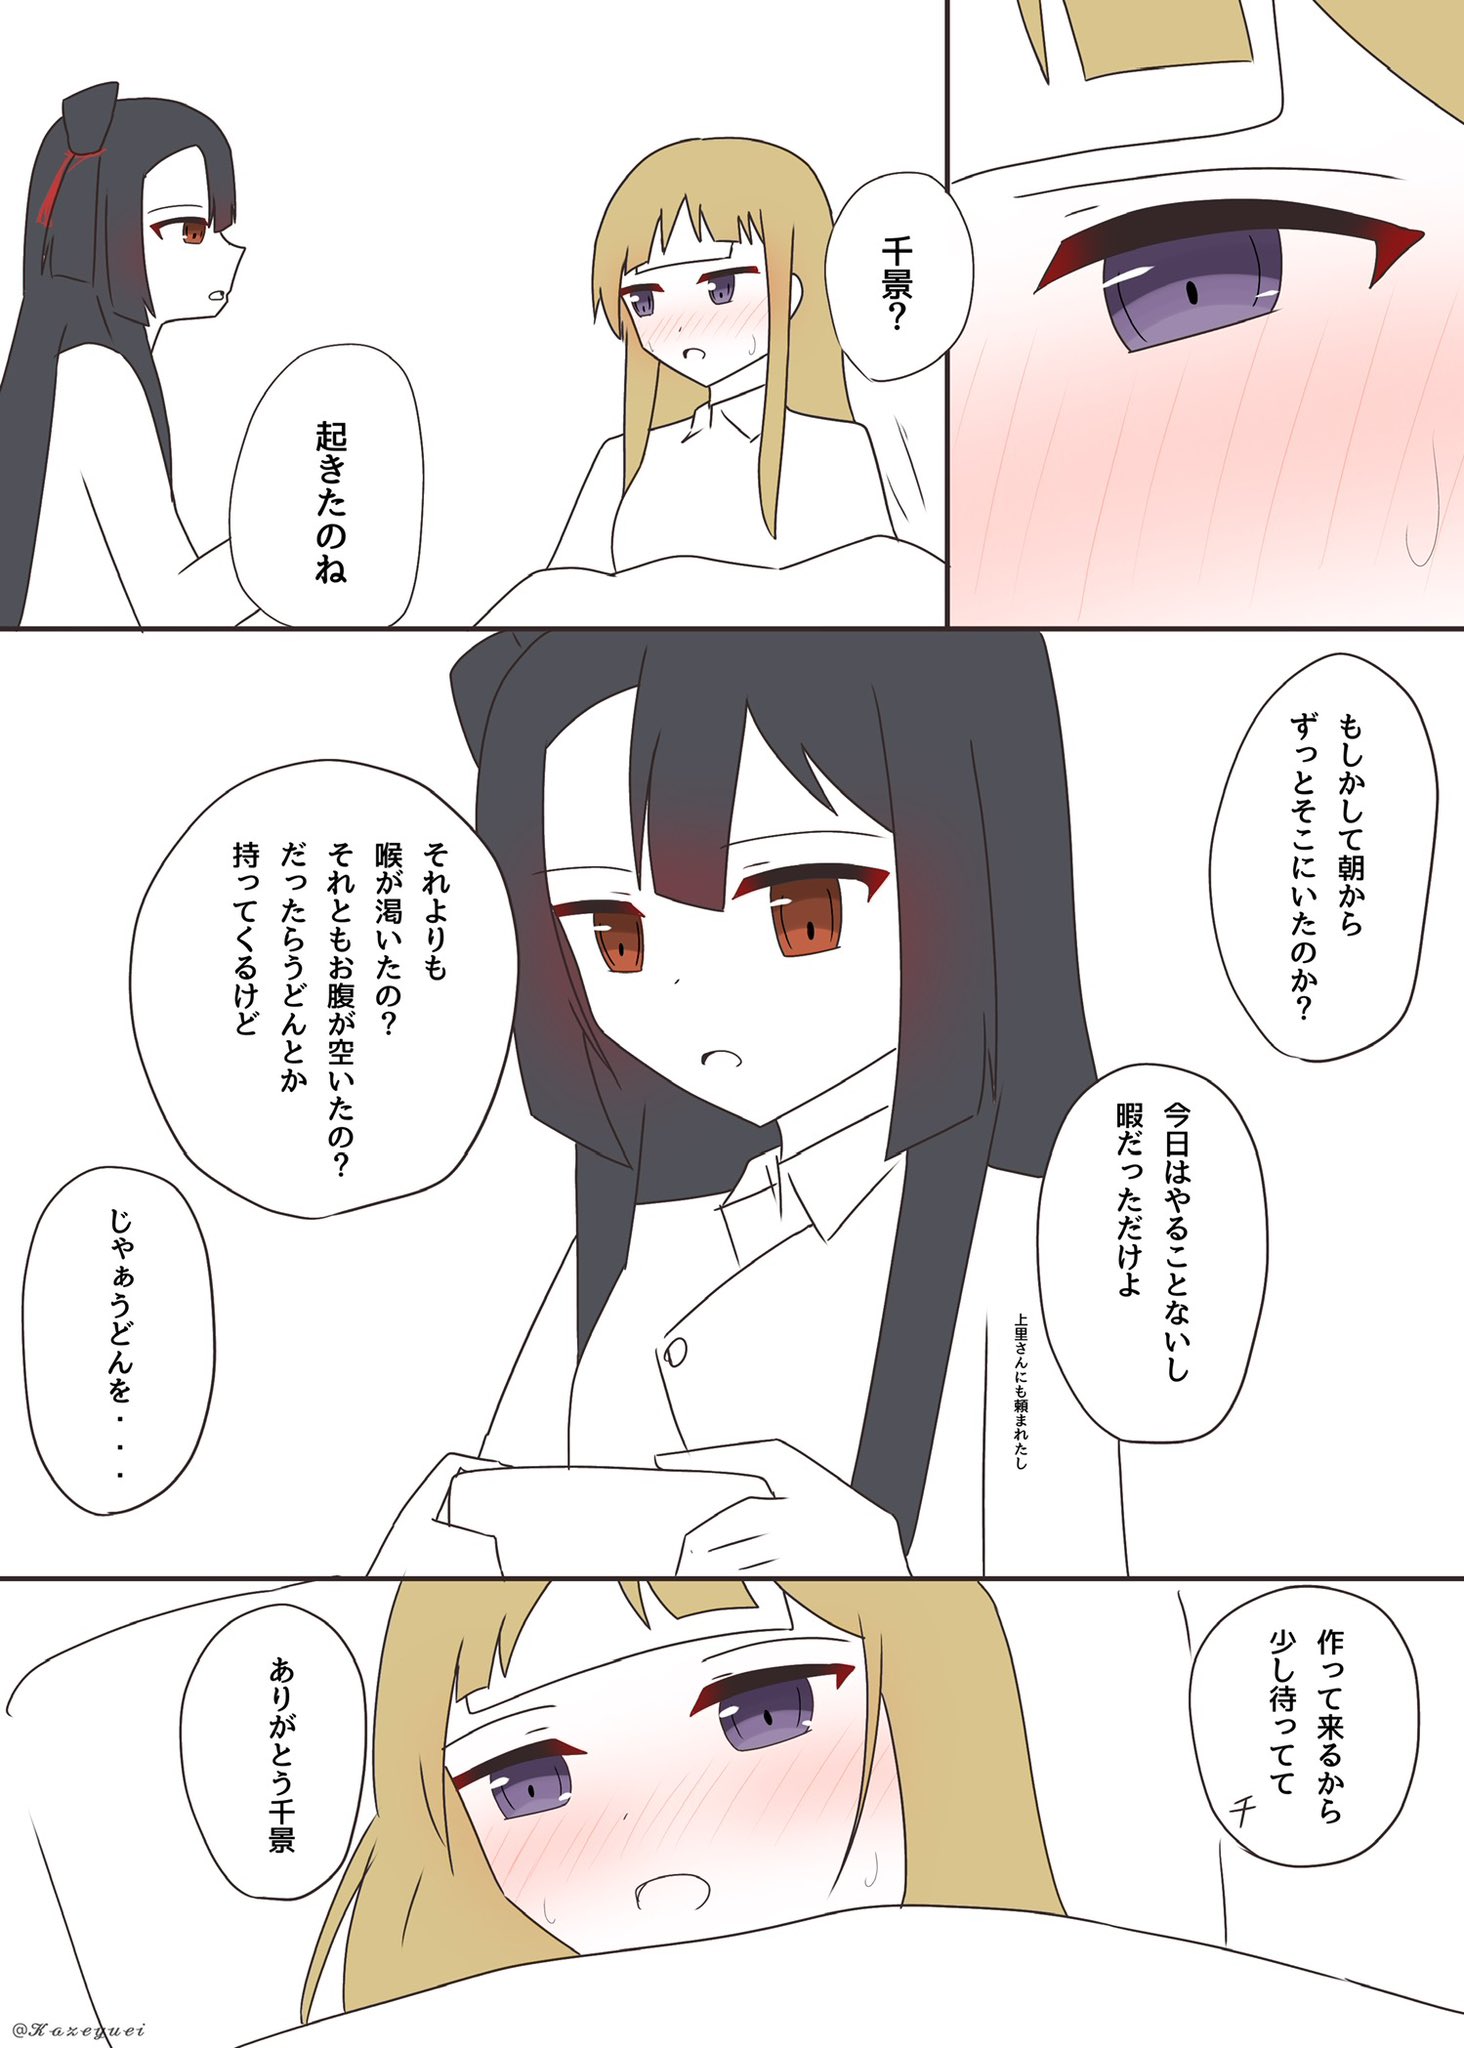 千景?
起きたのね
もしかして朝から
ずっとそこにいたのか?
今日はやることないし
暇だっただけよ
上里さんにも頼まれたし
それよりも
喉が渇いたの?
それともお腹が空いたの?
だったらうどんとか
持ってくるけど
じゃぁうどんを・・・
作って来るから
少し待ってて
千
ありがとう千景
@Kazeyuei